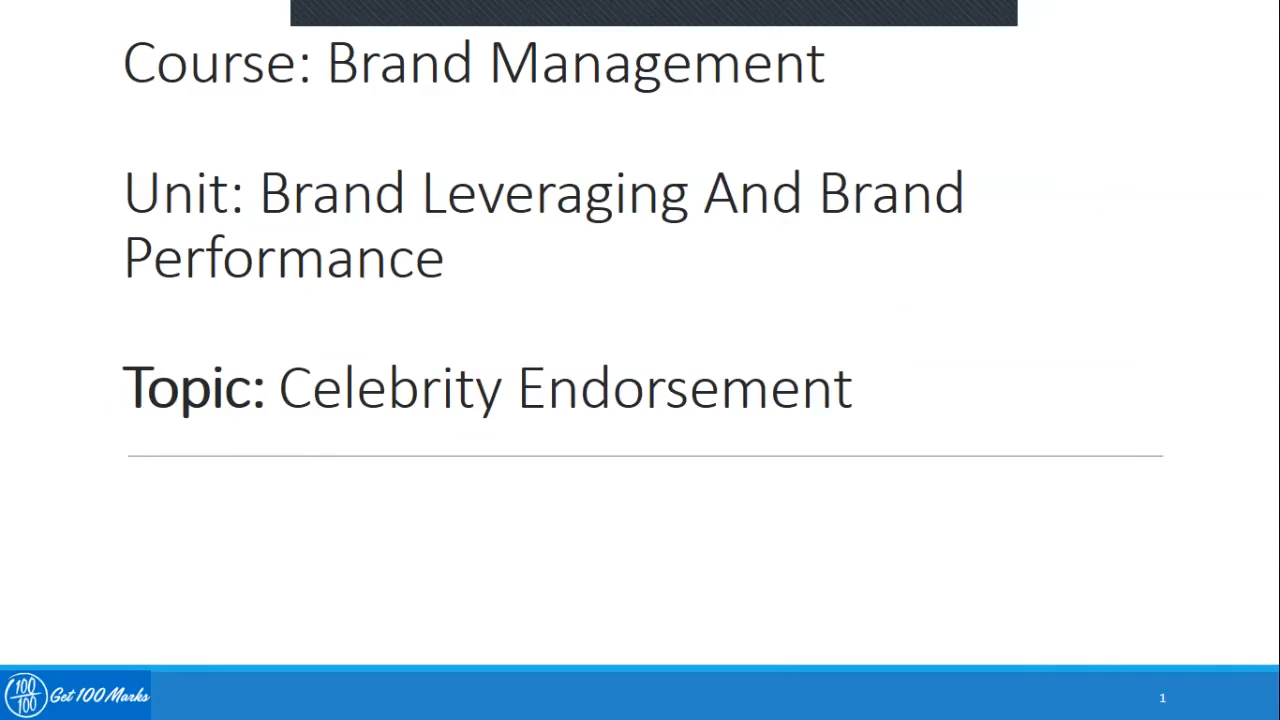 Course: Brand Management
Unit: Brand Leveraging And Brand
Performance
Topic: Celebrity Endorsement
100
100
Get 100 Marks
1